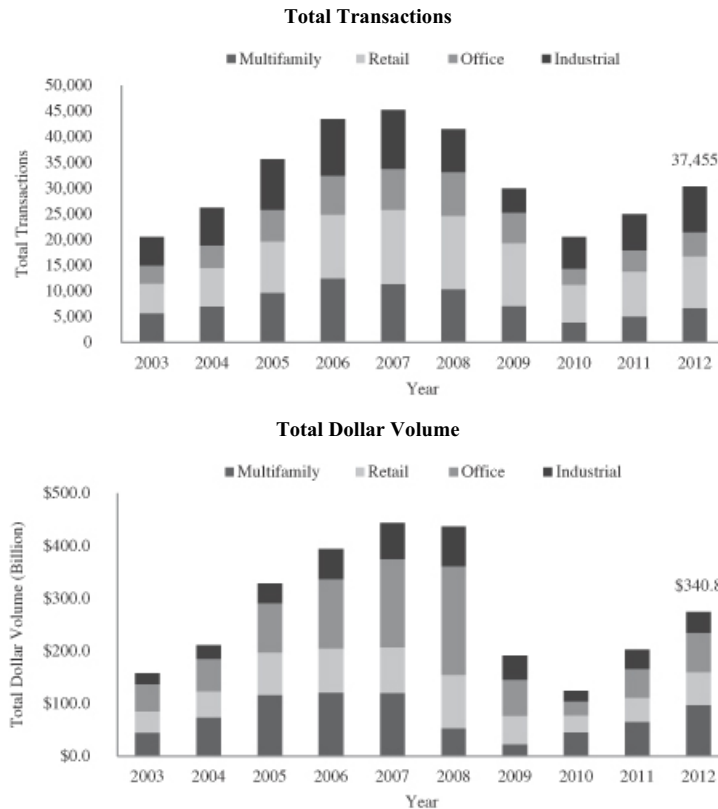 Total Transactions
Multifamily Retail Office Industrial
50,000
45,000
40,000
35,000
30,000
25,000
20,000
15,000
10,000
5,000
0
Total Transactions
37,455
2003 2004 2005 2006 2007 2008 2009 2010 2011 2012
Year
Total Dollar Volume
Multifamily Retail Office Industrial
$500.0
$400.0
$300.0
$200.0
$100.0
$0.0
Total Dollar Volume (Billion)
$340.8
2003 2004 2005 2006 2007 2008 2009 2010 2011 2012
Year